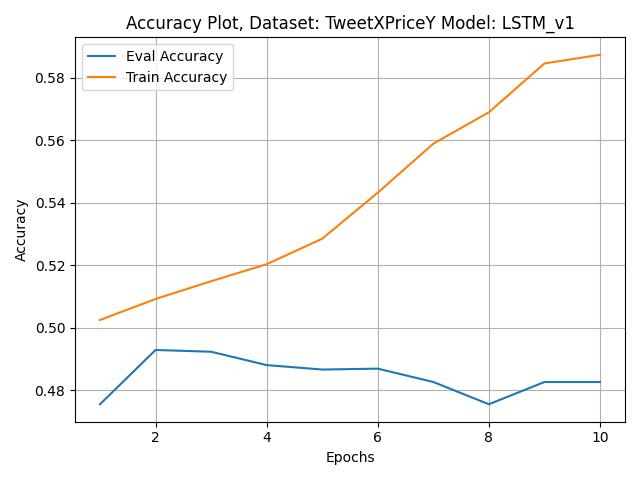 Accuracy Plot, Dataset: TweetXPriceY Model: LSTM_v1
Eval Accuracy
Train Accuracy
0.58
0.56
0.54
0.52
0.50
0.48
Accuracy
2 4 6 8 10
Epochs